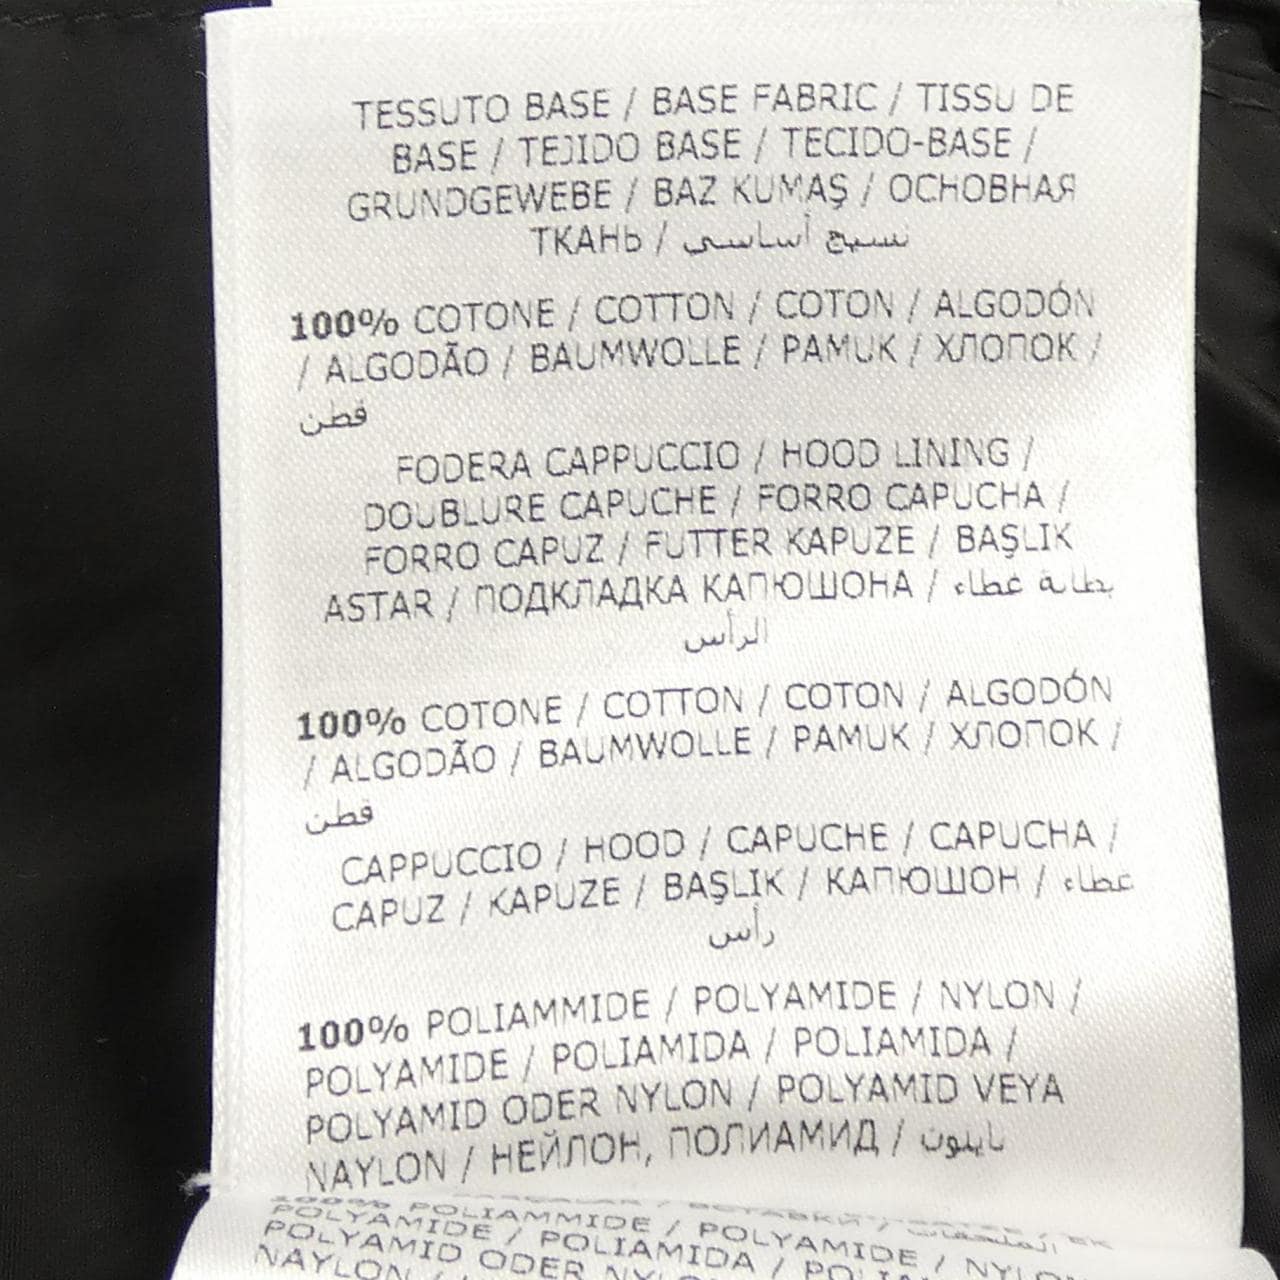 TESSUTO BASE / BASE FABRIC / TISSU DE
BASE / TEJIDO BASE / TECIDO-BASE /
GRUNDGEWEBE / BAZ KUMAŞ / ОСНОВНАЯ
ТКАНЬ / نسيج أساسي
100% COTONE / COTTON / COTON / ALGODÓN
/ ALGODÃO / BAUMWOLLE / PAMUK / ХЛОПОК /
قطن
FODERA CAPPUCCIO / HOOD LINING /
DOUBLURE CAPUCHE / FORRO CAPUCHA /
FORRO CAPUZ / FUTTER KAPUZE / BAŞLIK
ASTAR / ПОДКЛАДКА КАПЮШОНА / بطانة غطاء
الرأس
100% COTONE / COTTON / COTON / ALGODÓN
/ ALGODÃO / BAUMWOLLE / PAMUK / ХЛОПОК /
قطن
CAPPUCCIO / HOOD / CAPUCHE / CAPUCHA /
CAPUZ / KAPUZE / BAŞLIK / КАПЮШОН / غطاء
رأس
100% POLIAMMIDE / POLYAMIDE / NYLON /
POLYAMIDE / POLIAMIDA / POLIAMIDA /
POLYAMID ODER NYLON / POLYAMID VEYA
NAYLON / НЕЙЛОН, ПОЛИАМИД / نايلون
100% POLIAMMIDE / POLYAMIDE /
POLYAMIDE / POLIAMIDA /
POLYAMID ODER
NAYLON /